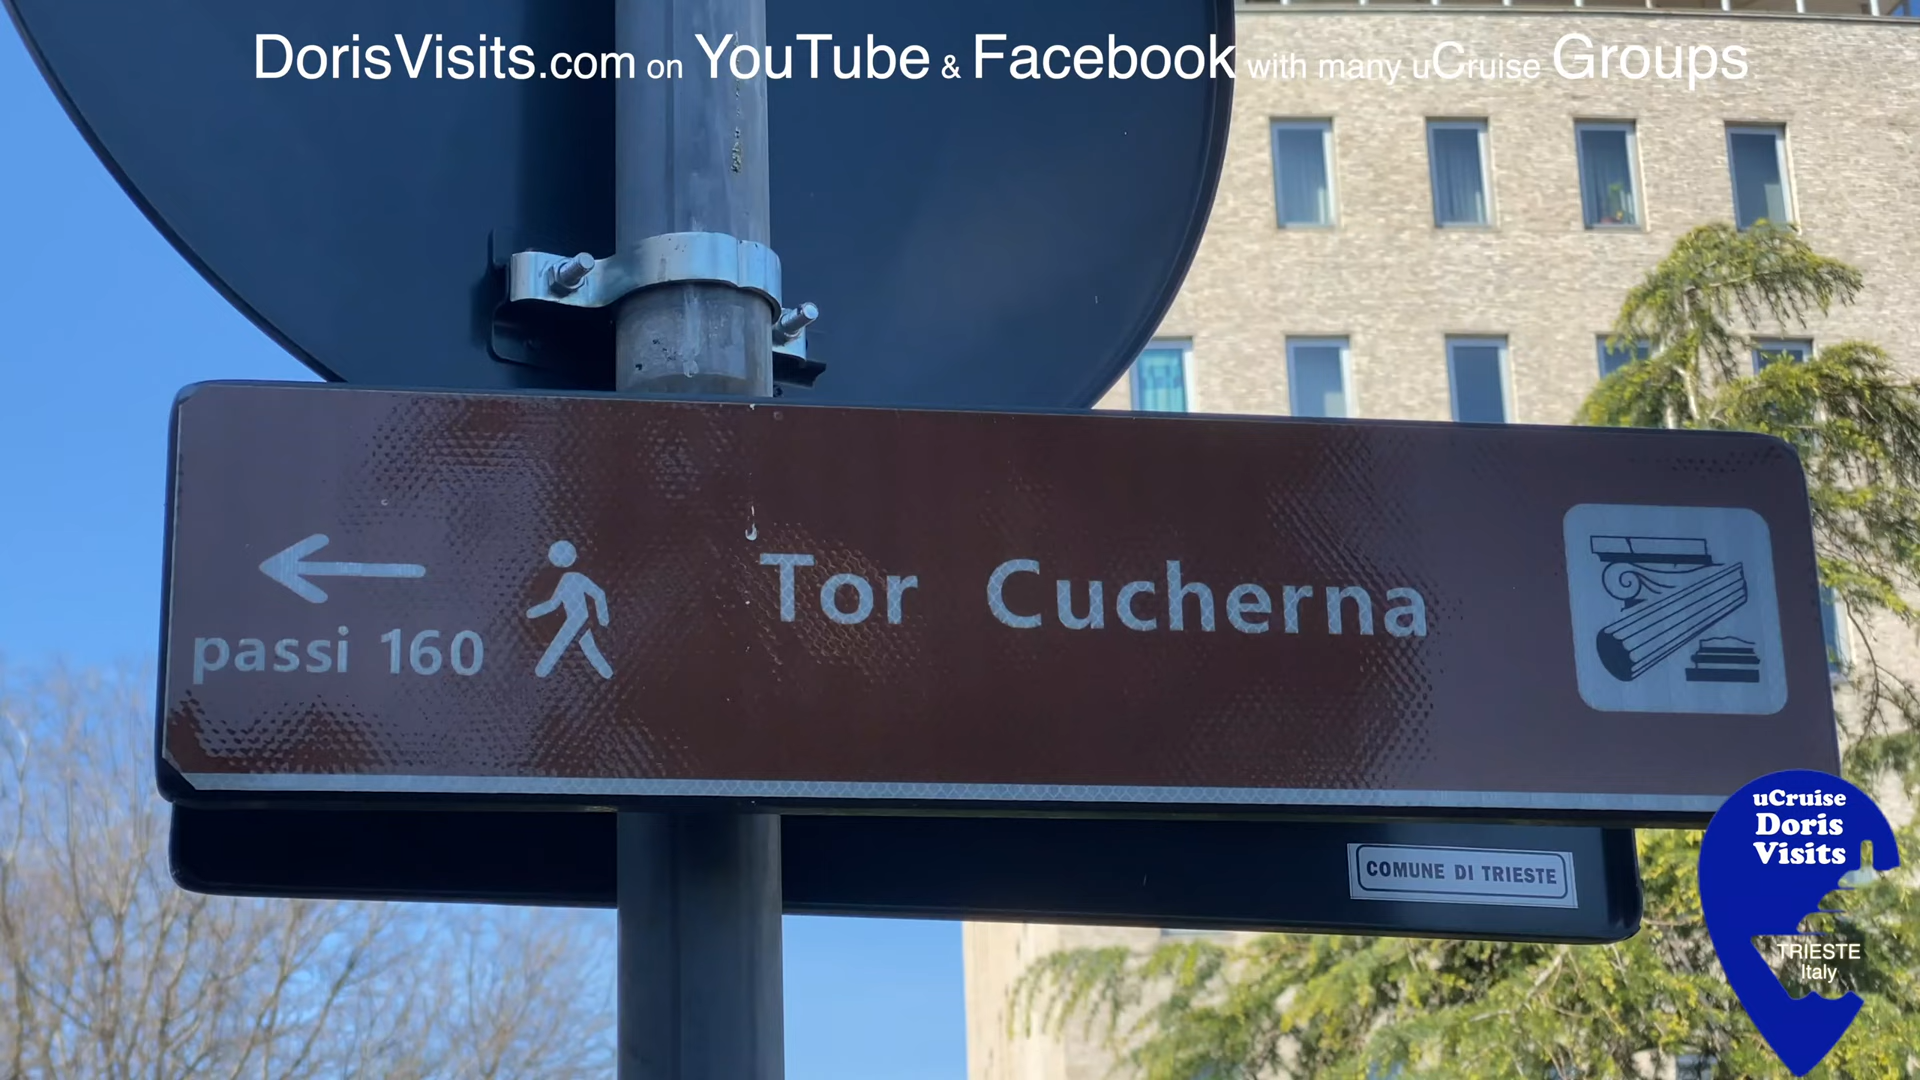 DorisVisits.com on YouTube & Facebook with many uCruise Groups
passi 160
Tor Cucherna
COMUNE DI TRIESTE
uCruise
Doris
Visits
TRIESTE
Italy